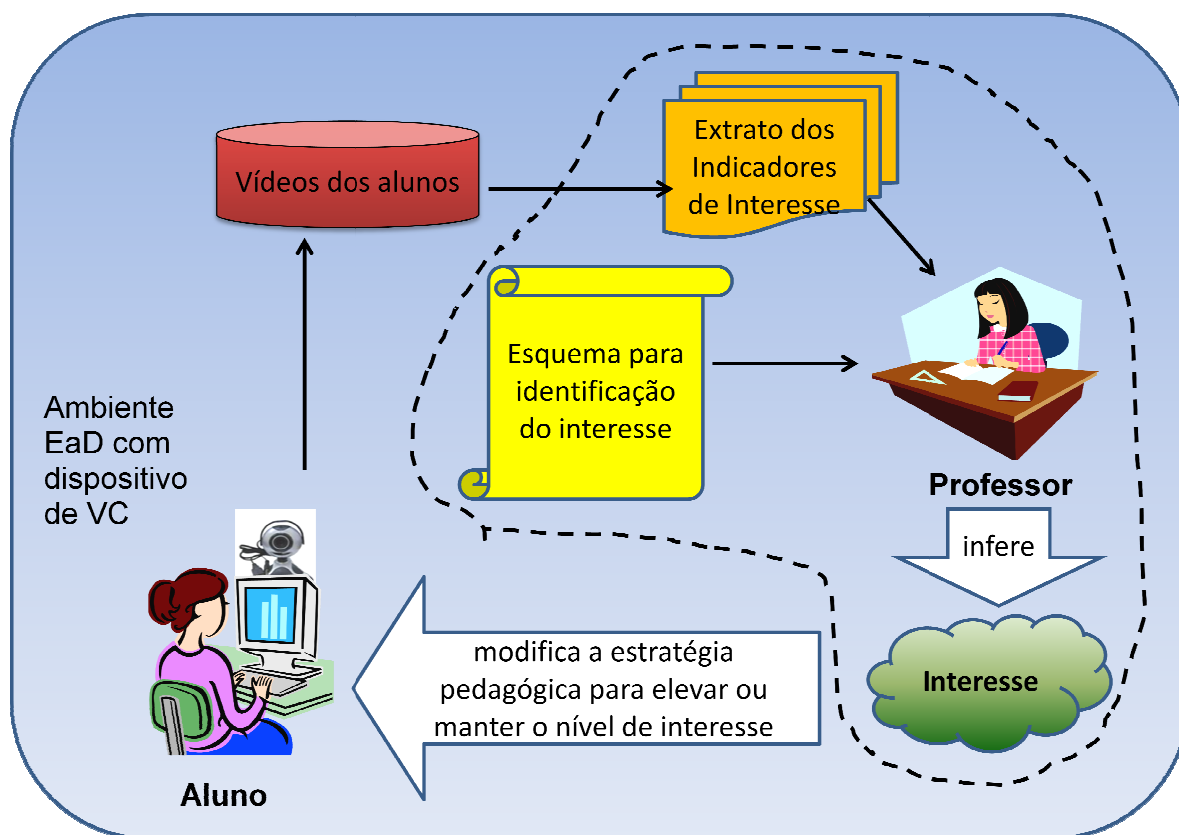 Vídeos dos alunos
Extrato dos
Indicadores
de Interesse
Esquema para
identificação
do interesse
Ambiente
EaD com
dispositivo
de VC
Professor
infere
Interesse
modifica a estratégia
pedagógica para elevar ou
manter o nível de interesse
Aluno